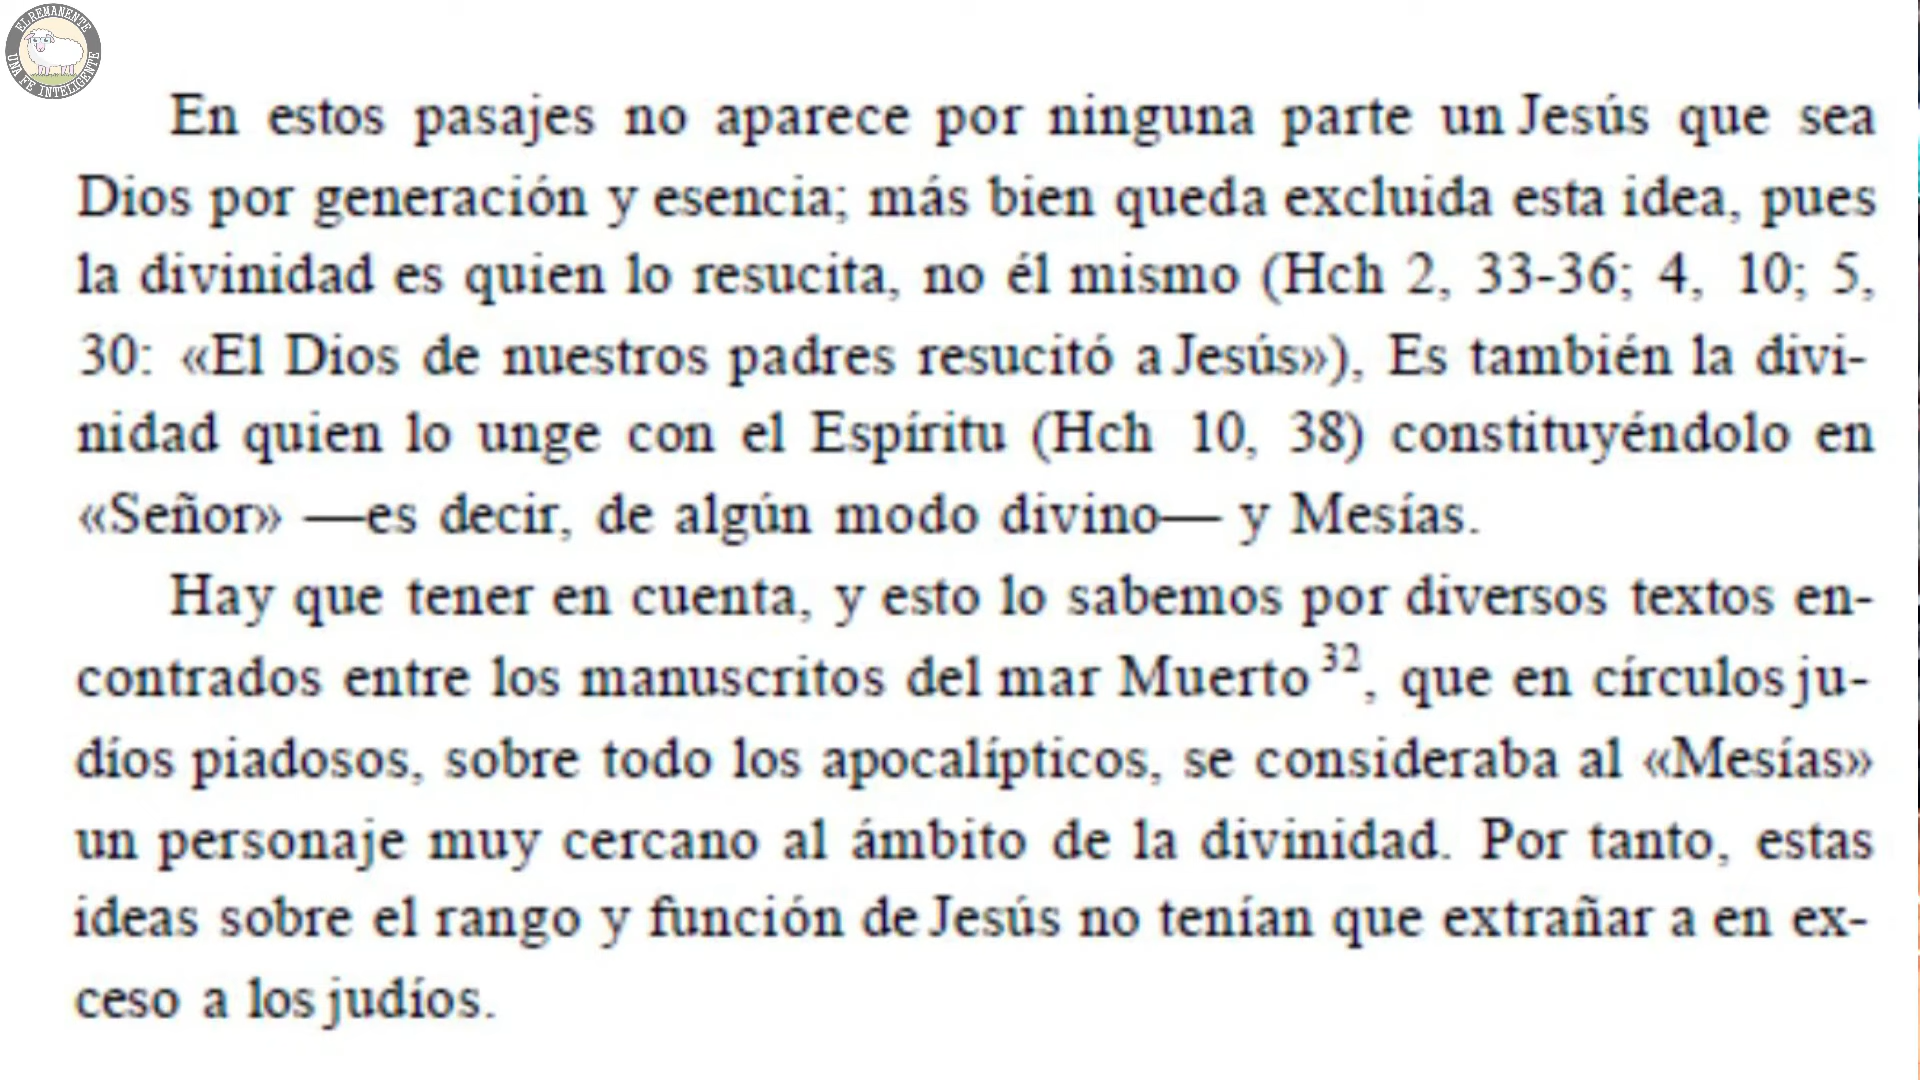 ELREMANENTE
UNA FE INTELIGENTE
En estos pasajes no aparece por ninguna parte un Jesús que sea
Dios por generación y esencia; más bien queda excluida esta idea, pues
la divinidad es quien lo resucita, no él mismo (Hch 2, 33-36; 4, 10; 5,
30: «El Dios de nuestros padres resucitó a Jesús»), Es también la divi-
nidad quien lo unge con el Espíritu (Hch 10, 38) constituyéndolo en
«Señor» —es decir, de algún modo divino— y Mesías.
Hay que tener en cuenta, y esto lo sabemos por diversos textos en-
contrados entre los manuscritos del mar Muerto 32, que en círculos ju-
díos piadosos, sobre todo los apocalípticos, se consideraba al «Mesías»
un personaje muy cercano al ámbito de la divinidad. Por tanto, estas
ideas sobre el rango y función de Jesús no tenían que extrañar a en ex-
ceso a los judíos.